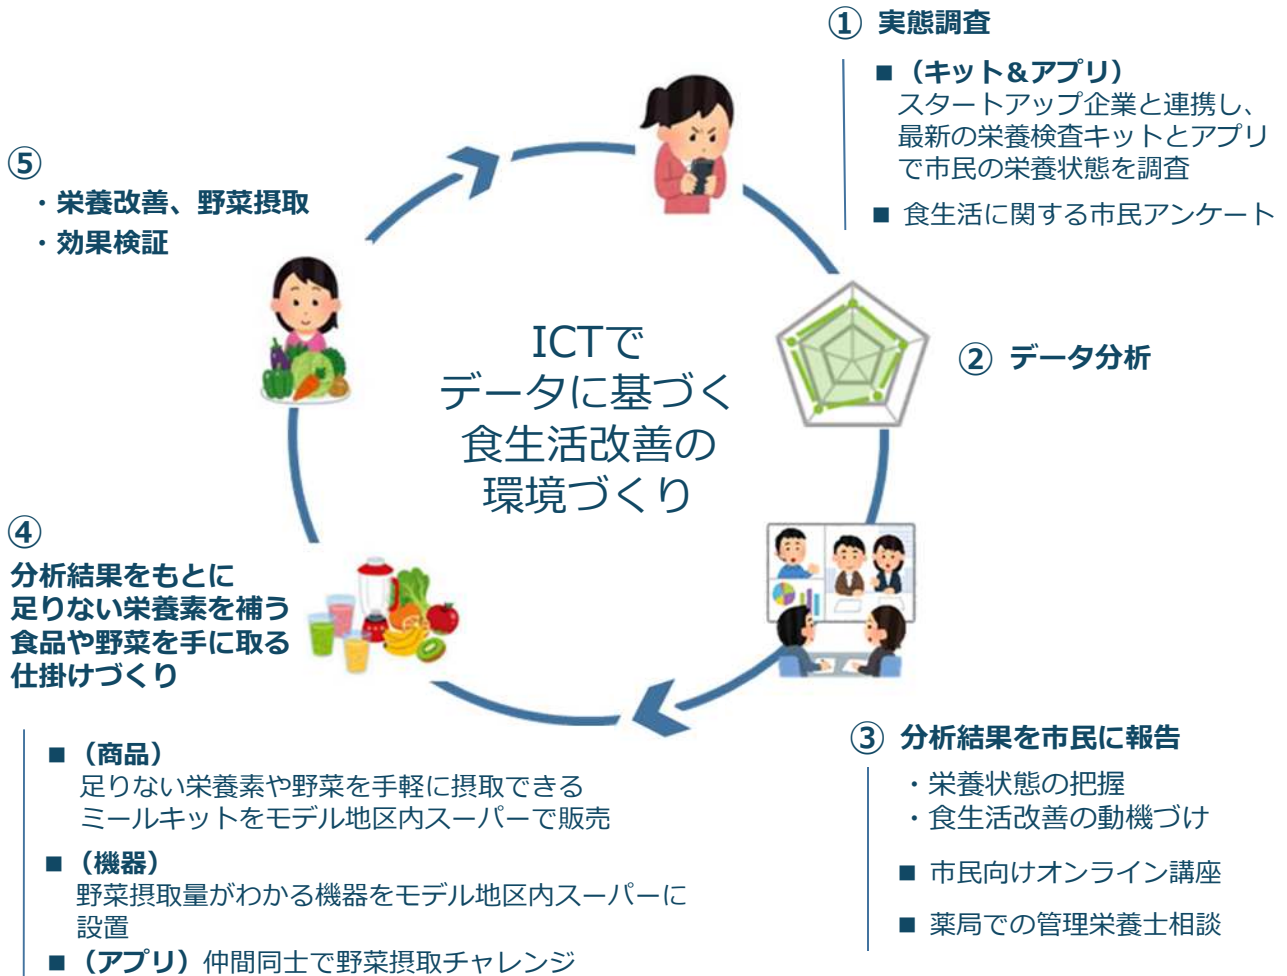 ① 実態調査
■（キット＆アプリ）
スタートアップ企業と連携し、
最新の栄養検査キットとアプリ
で市民の栄養状態を調査
■ 食生活に関する市民アンケート
② データ分析
③ 分析結果を市民に報告
・栄養状態の把握
・食生活改善の動機づけ
■ 市民向けオンライン講座
■ 薬局での管理栄養士相談
④
分析結果をもとに
足りない栄養素を補う
食品や野菜を手に取る
仕掛けづくり
■（商品）
足りない栄養素や野菜を手軽に摂取できる
ミールキットをモデル地区内スーパーで販売
■（機器）
野菜摂取量がわかる機器をモデル地区内スーパーに
設置
■（アプリ）仲間同士で野菜摂取チャレンジ
⑤
・栄養改善、野菜摂取
・効果検証
ICTで
データに基づく
食生活改善の
環境づくり